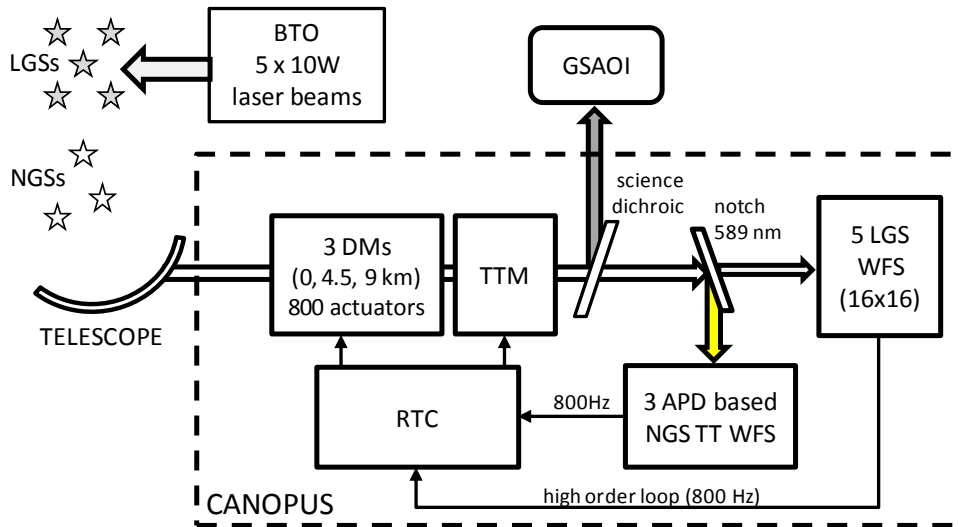 LGSs
BTO
5 x 10W
laser beams
GSAOI
NGSs
science
dichroic
notch
589 nm
3 DMs
(0, 4.5, 9 km)
800 actuators
TTM
5 LGS
WFS
(16x16)
TELESCOPE
RTC
800Hz
3 APD based
NGS TT WFS
high order loop (800 Hz)
CANOPUS